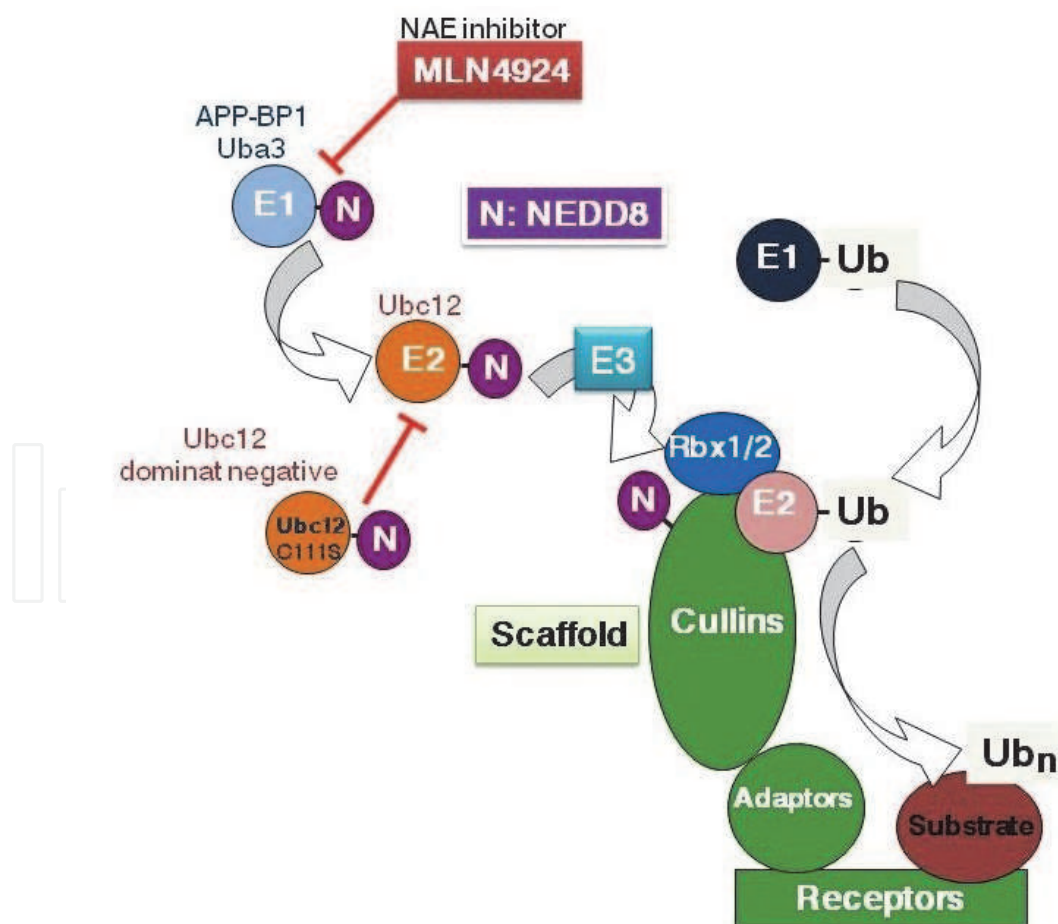 NAE inhibitor
MLN4924
APP-BP1
Uba3
E1
N
N: NEDD8
E1
Ub
Ubc12
E2
N
E3
Ubc12
dominat negative
Ubc12
C111S
N
Rbx1/2
N
E2
Ub
Scaffold
Cullins
Ubn
Adaptors
Substrate
Receptors